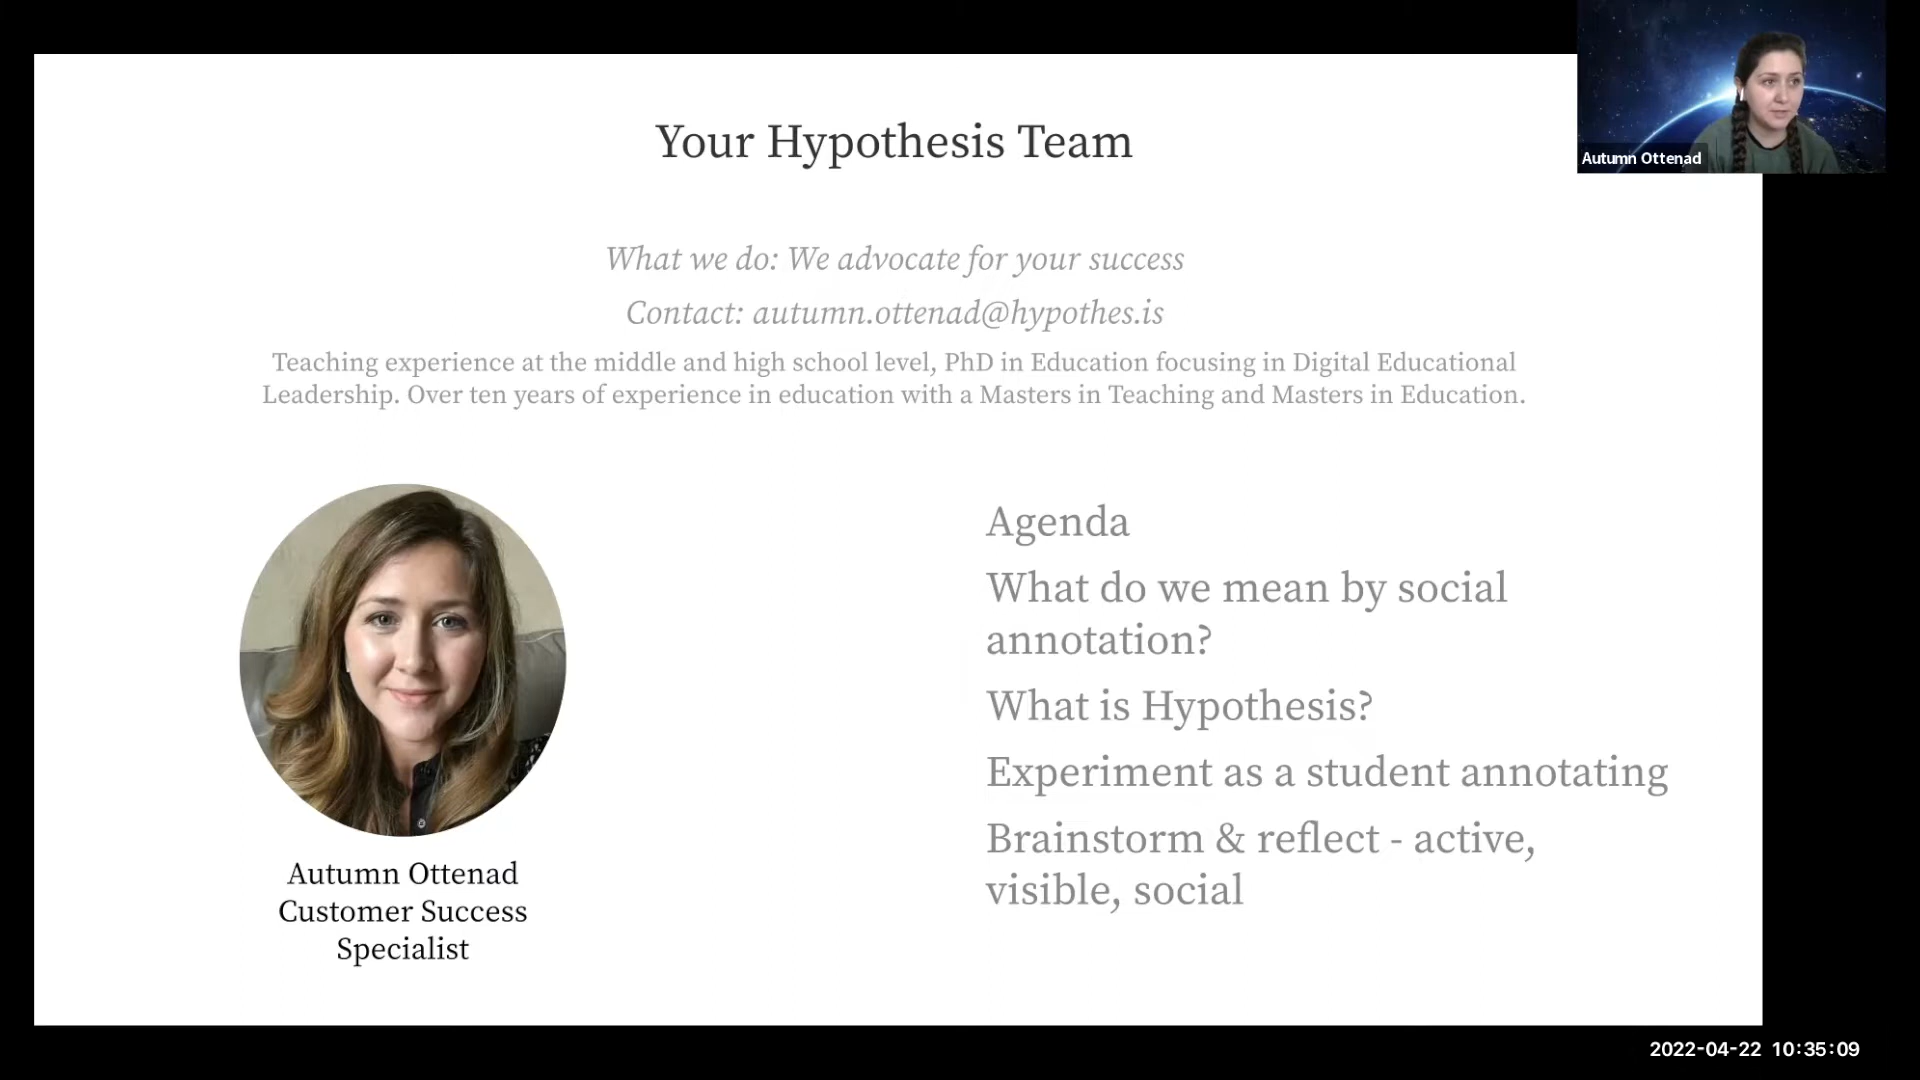 Your Hypothesis Team
Autumn Ottenad
What we do: We advocate for your success
Contact: autumn.ottenad@hypothes.is
Teaching experience at the middle and high school level, PhD in Education focusing in Digital Educational
Leadership. Over ten years of experience in education with a Masters in Teaching and Masters in Education.
Autumn Ottenad
Customer Success
Specialist
Agenda
What do we mean by social
annotation?
What is Hypothesis?
Experiment as a student annotating
Brainstorm & reflect - active,
visible, social
2022-04-22 10:35:09